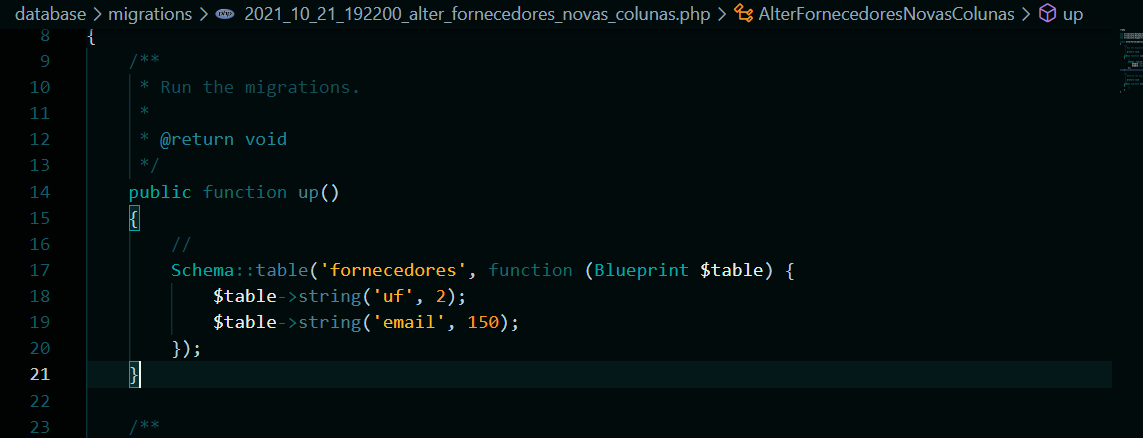 database > migrations > php 2021_10_21_192200_alter_fornecedores_novas_colunas.php > AlterFornecedoresNovasColunas > up
8 {
9 /**
10 * Run the migrations.
11 *
12 * @return void
13 */
14 public function up()
15 {
16 //
17 Schema::table('fornecedores', function (Blueprint $table) {
18 $table->string('uf', 2);
19 $table->string('email', 150);
20 });
21 }
22
23 /**